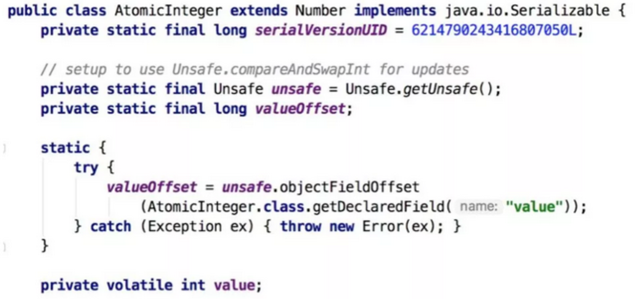 public class AtomicInteger extends Number implements java.io.Serializable {
private static final long serialVersionUID = 6214790243416807050L;
// setup to use Unsafe.compareAndSwapInt for updates
private static final Unsafe unsafe = Unsafe.getUnsafe();
private static final long valueOffset;
static {
try {
valueOffset = unsafe.objectFieldOffset
(AtomicInteger.class.getDeclaredField( name: "value"));
} catch (Exception ex) { throw new Error(ex); }
}
private volatile int value;